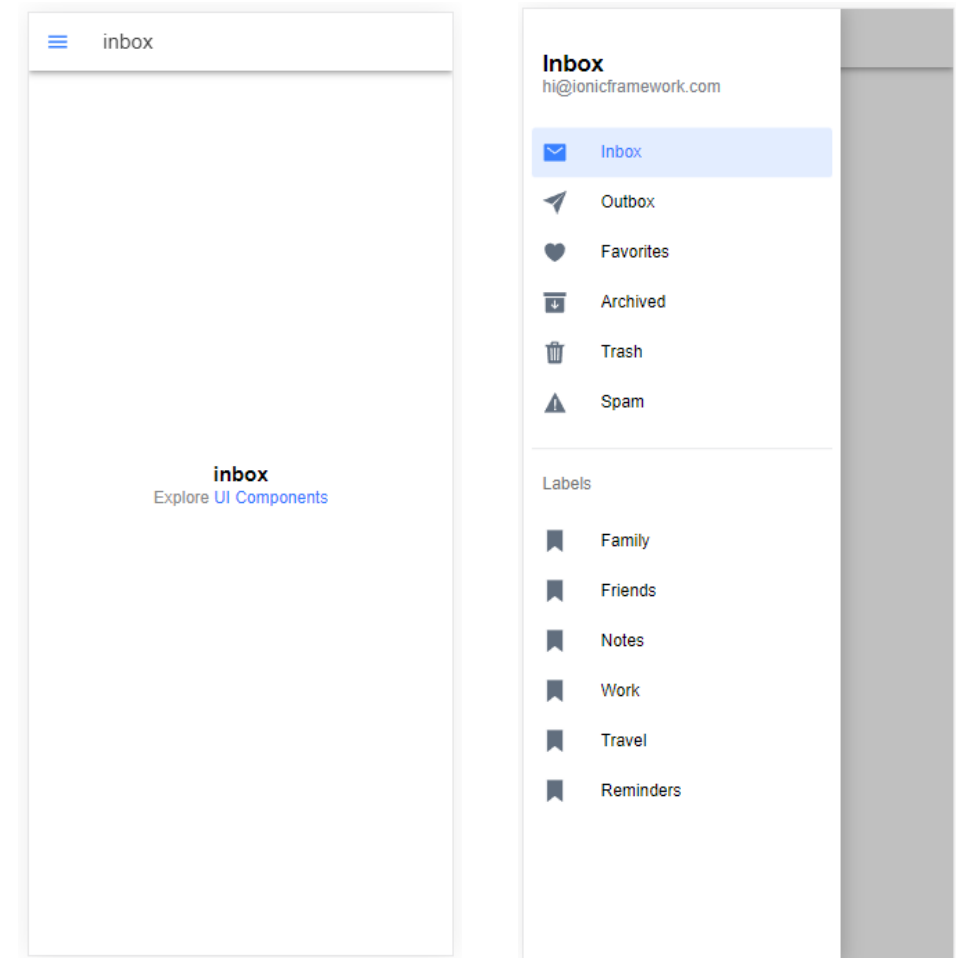 inbox
inbox
Explore UI Components
Inbox
hi@ionicframework.com
Inbox
Outbox
Favorites
Archived
Trash
Spam
Labels
Family
Friends
Notes
Work
Travel
Reminders